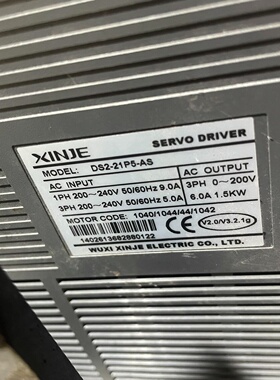 XINJE SERVO DRIVER
MODEL: DS2-21P5-AS
AC INPUT AC OUTPUT
1PH 200～240V 50/60Hz 9.0A 3PH 0～200V
3PH 200～240V 50/60Hz 5.0A 6.0A 1.5KW
MOTOR CODE: 1040/1044/44/1042
CE V2.0/V3.2.1g
1402613682880122
WUXI XINJE ELECTRIC CO., LTD.